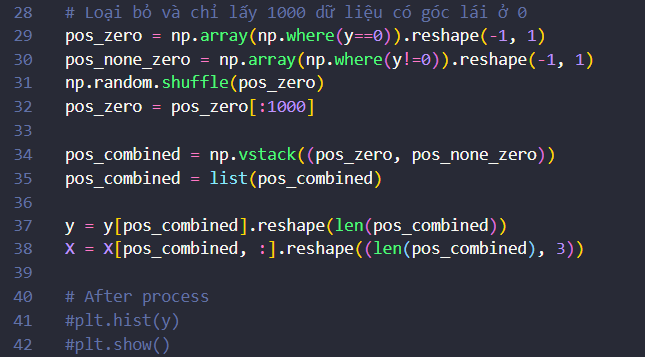 28 # Loại bỏ và chỉ lấy 1000 dữ liệu có góc lái ở 0
29 pos_zero = np.array(np.where(y==0)).reshape(-1, 1)
30 pos_none_zero = np.array(np.where(y!=0)).reshape(-1, 1)
31 np.random.shuffle(pos_zero)
32 pos_zero = pos_zero[:1000]
33
34 pos_combined = np.vstack((pos_zero, pos_none_zero))
35 pos_combined = list(pos_combined)
36
37 y = y[pos_combined].reshape(len(pos_combined))
38 X = X[pos_combined, :].reshape((len(pos_combined), 3))
39
40 # After process
41 #plt.hist(y)
42 #plt.show()